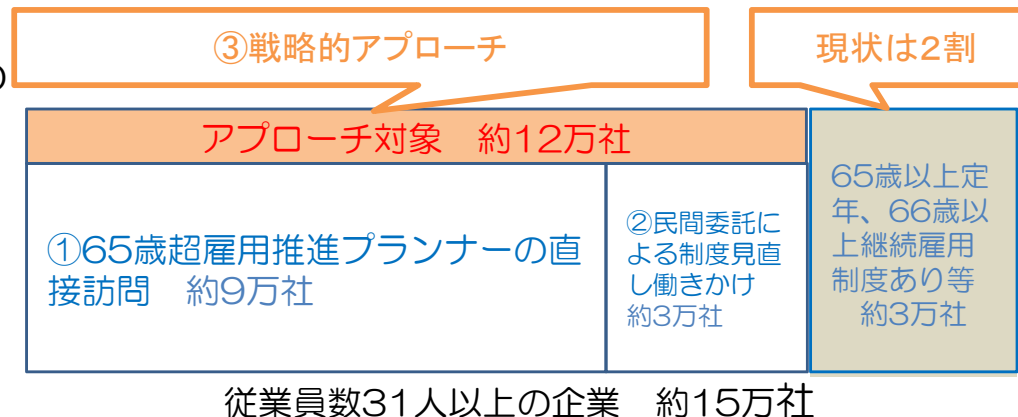 ③戦略的アプローチ
現状は2割
アプローチ対象　約12万社
①65歳超雇用推進プランナーの直
接訪問　約9万社
②民間委託に
よる制度見直
し働きかけ
約3万社
65歳以上定
年、66歳以
上継続雇用
制度あり等
約3万社
従業員数31人以上の企業　約15万社